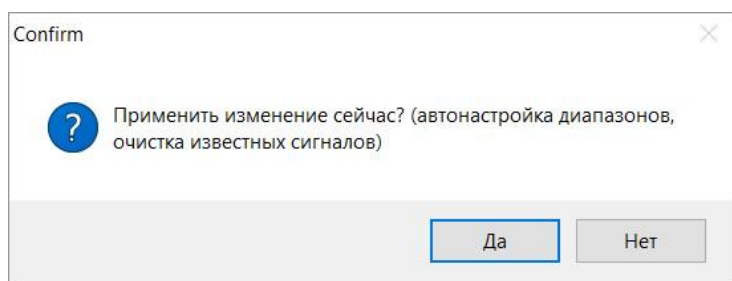 Confirm
Применить изменение сейчас? (автонастройка диапазонов,
очистка известных сигналов)
Да
Нет